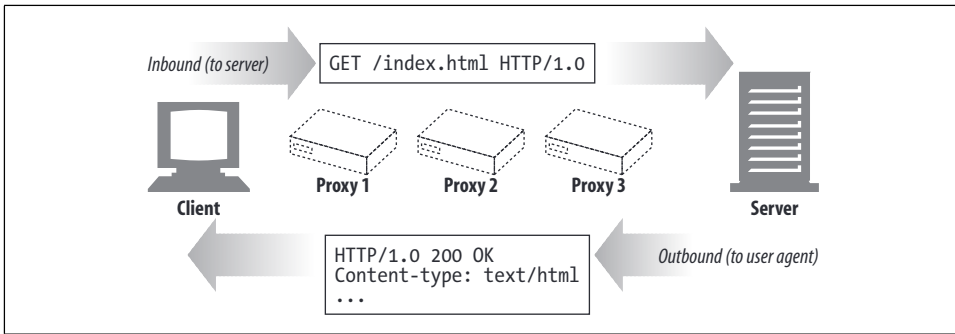 Inbound (to server)
GET /index.html HTTP/1.0
Proxy 1
Proxy 2
Proxy 3
Client
Server
HTTP/1.0 200 OK
Content-type: text/html
...
Outbound (to user agent)